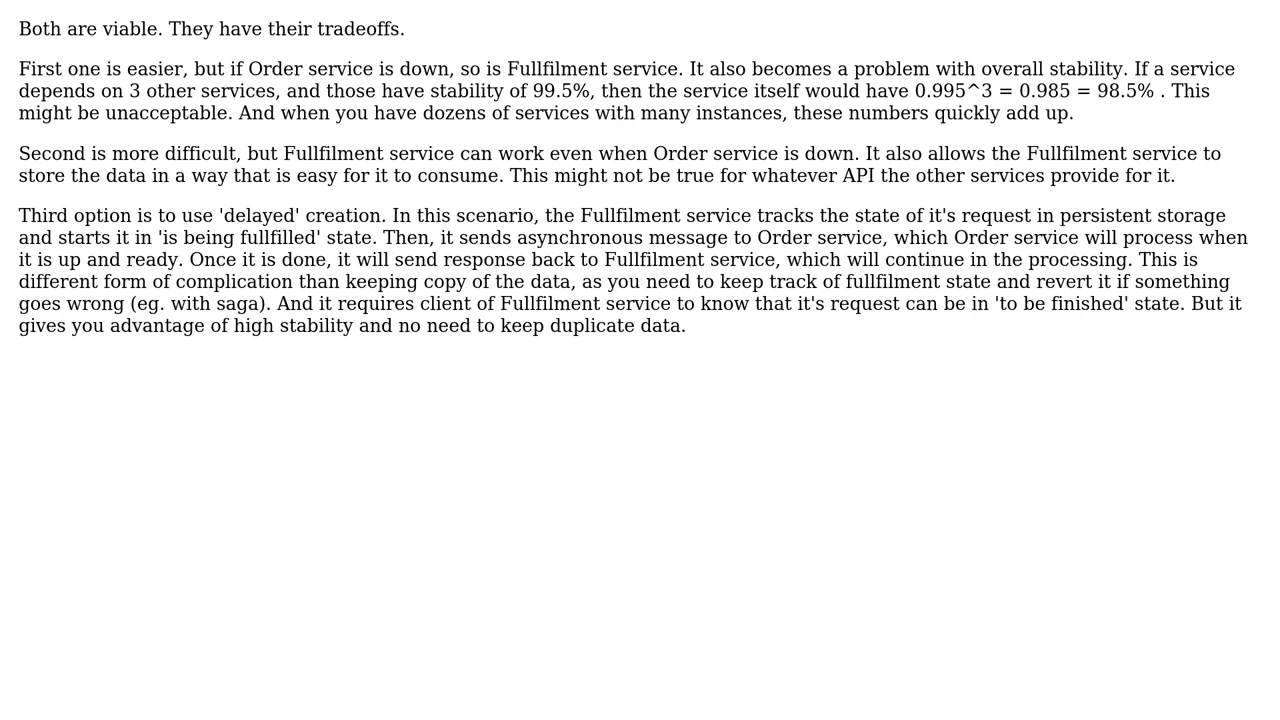 Both are viable. They have their tradeoffs.
First one is easier, but if Order service is down, so is Fullfilment service. It also becomes a problem with overall stability. If a service
depends on 3 other services, and those have stability of 99.5%, then the service itself would have 0.995^3 = 0.985 = 98.5% . This
might be unacceptable. And when you have dozens of services with many instances, these numbers quickly add up.
Second is more difficult, but Fullfilment service can work even when Order service is down. It also allows the Fullfilment service to
store the data in a way that is easy for it to consume. This might not be true for whatever API the other services provide for it.
Third option is to use 'delayed' creation. In this scenario, the Fullfilment service tracks the state of it's request in persistent storage
and starts it in 'is being fullfilled' state. Then, it sends asynchronous message to Order service, which Order service will process when
it is up and ready. Once it is done, it will send response back to Fullfilment service, which will continue in the processing. This is
different form of complication than keeping copy of the data, as you need to keep track of fullfilment state and revert it if something
goes wrong (eg. with saga). And it requires client of Fullfilment service to know that it's request can be in 'to be finished' state. But it
gives you advantage of high stability and no need to keep duplicate data.